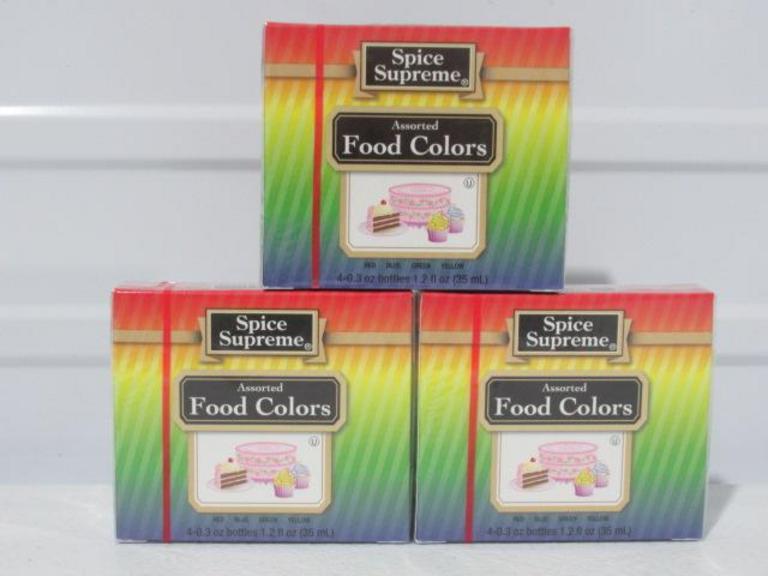 Spice
Supreme®
Assorted
Food Colors
U
RED BLUE GREEN YELLOW
4-0.3 oz bottles 1.2 fl oz (35 mL)
Spice
Supreme®
Assorted
Food Colors
U
RED BLUE GREEN YELLOW
4-0.3 oz bottles 1.2 fl oz (35 mL)
Spice
Supreme®
Assorted
Food Colors
U
RED BLUE GREEN YELLOW
4-0.3 oz bottles 1.2 fl oz (35 mL)